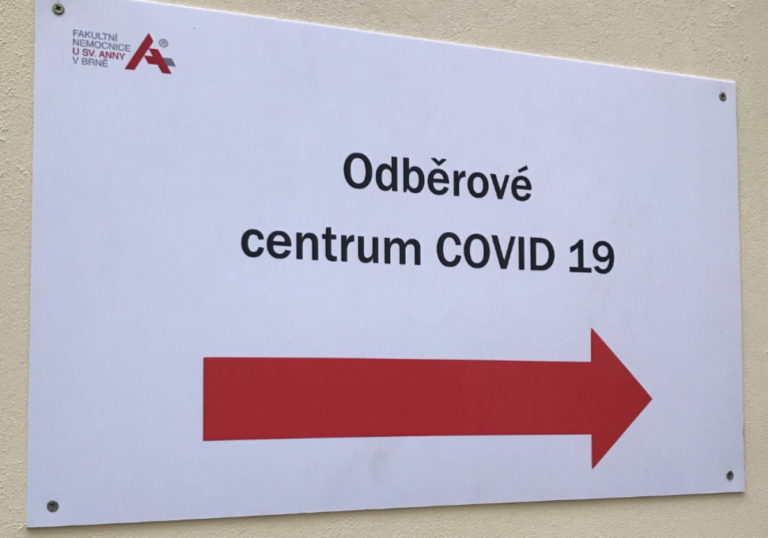 FAKULTNÍ
NEMOCNICE
U SV. ANNY
V BRNĚ
®
Odběrové
centrum COVID 19